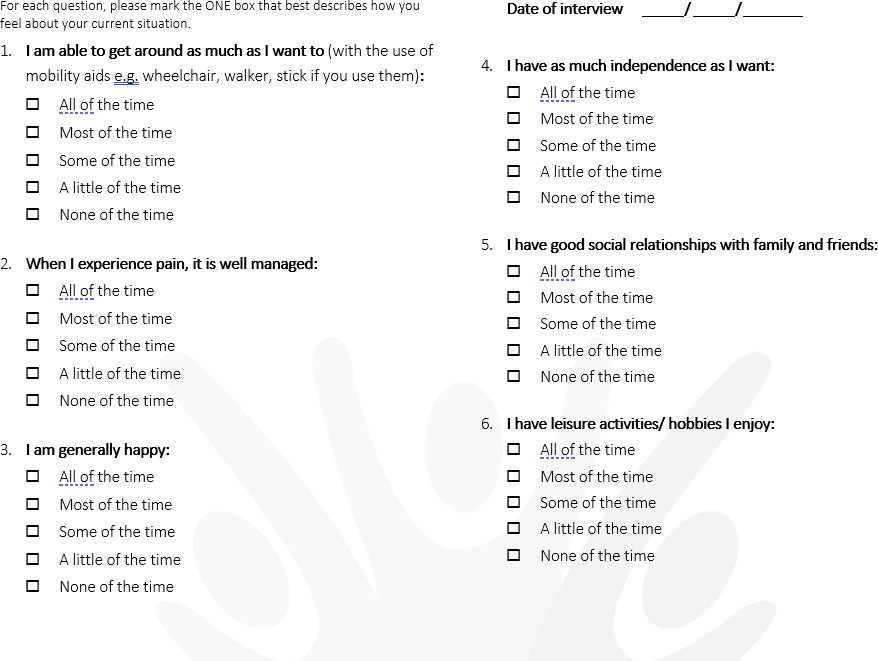 For each question, please mark the ONE box that best describes how you
feel about your current situation.
1. I am able to get around as much as I want to (with the use of
mobility aids e.g. wheelchair, walker, stick if you use them):
☐ All of the time
☐ Most of the time
☐ Some of the time
☐ A little of the time
☐ None of the time
2. When I experience pain, it is well managed:
☐ All of the time
☐ Most of the time
☐ Some of the time
☐ A little of the time
☐ None of the time
3. I am generally happy:
☐ All of the time
☐ Most of the time
☐ Some of the time
☐ A little of the time
☐ None of the time
Date of interview _____/_____/_______
4. I have as much independence as I want:
☐ All of the time
☐ Most of the time
☐ Some of the time
☐ A little of the time
☐ None of the time
5. I have good social relationships with family and friends:
☐ All of the time
☐ Most of the time
☐ Some of the time
☐ A little of the time
☐ None of the time
6. I have leisure activities/ hobbies I enjoy:
☐ All of the time
☐ Most of the time
☐ Some of the time
☐ A little of the time
☐ None of the time